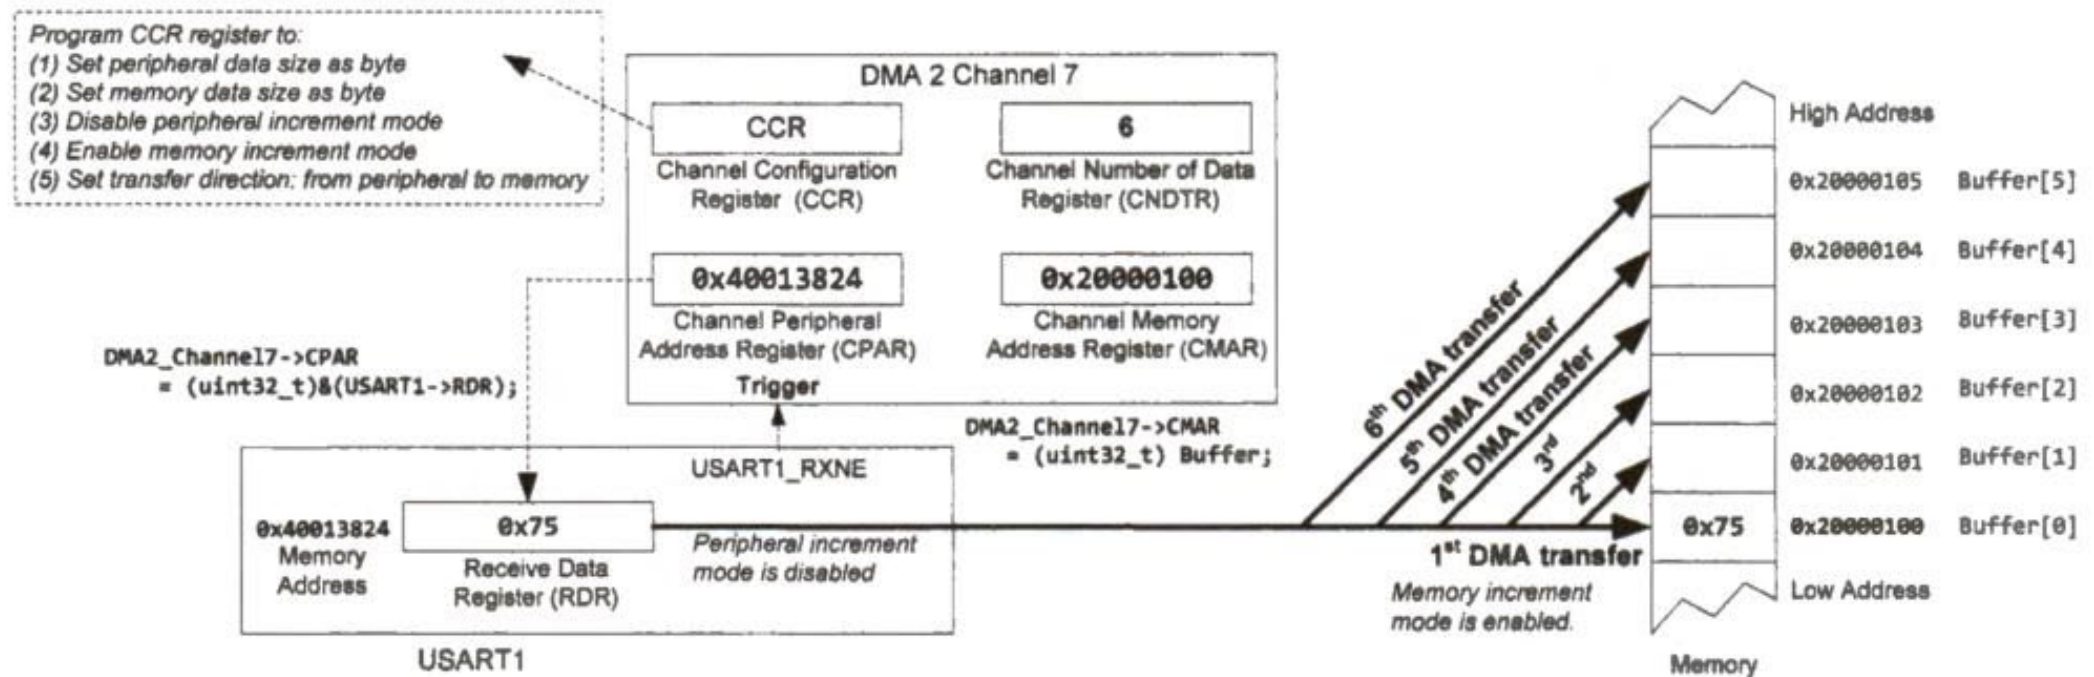 Program CCR register to:
(1) Set peripheral data size as byte
(2) Set memory data size as byte
(3) Disable peripheral increment mode
(4) Enable memory increment mode
(5) Set transfer direction: from peripheral to memory
DMA 2 Channel 7
CCR
Channel Configuration
Register (CCR)
6
Channel Number of Data
Register (CNDTR)
0x40013824
Channel Peripheral
Address Register (CPAR)
0x20000100
Channel Memory
Address Register (CMAR)
Trigger
DMA2_Channel7->CPAR
= (uint32_t)&(USART1->RDR);
DMA2_Channel7->CMAR
= (uint32_t) Buffer;
USART1_RXNE
0x40013824
Memory
Address
0x75
Receive Data
Register (RDR)
Peripheral increment
mode is disabled
USART1
6th DMA transfer
5th DMA transfer
4th DMA transfer
3rd
2nd
1st DMA transfer
Memory increment
mode is enabled.
High Address
0x20000105 Buffer[5]
0x20000104 Buffer[4]
0x20000103 Buffer[3]
0x20000102 Buffer[2]
0x20000101 Buffer[1]
0x75 0x20000100 Buffer[0]
Low Address
Memory